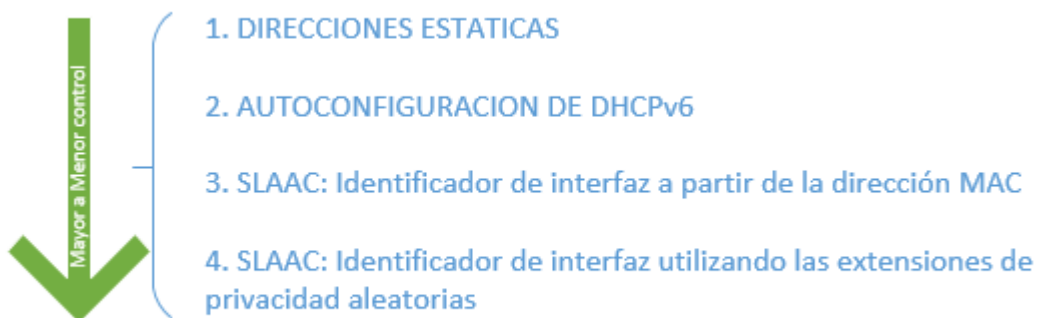 Mayor a Menor control
1. DIRECCIONES ESTATICAS
2. AUTOCONFIGURACION DE DHCPv6
3. SLAAC: Identificador de interfaz a partir de la dirección MAC
4. SLAAC: Identificador de interfaz utilizando las extensiones de
privacidad aleatorias